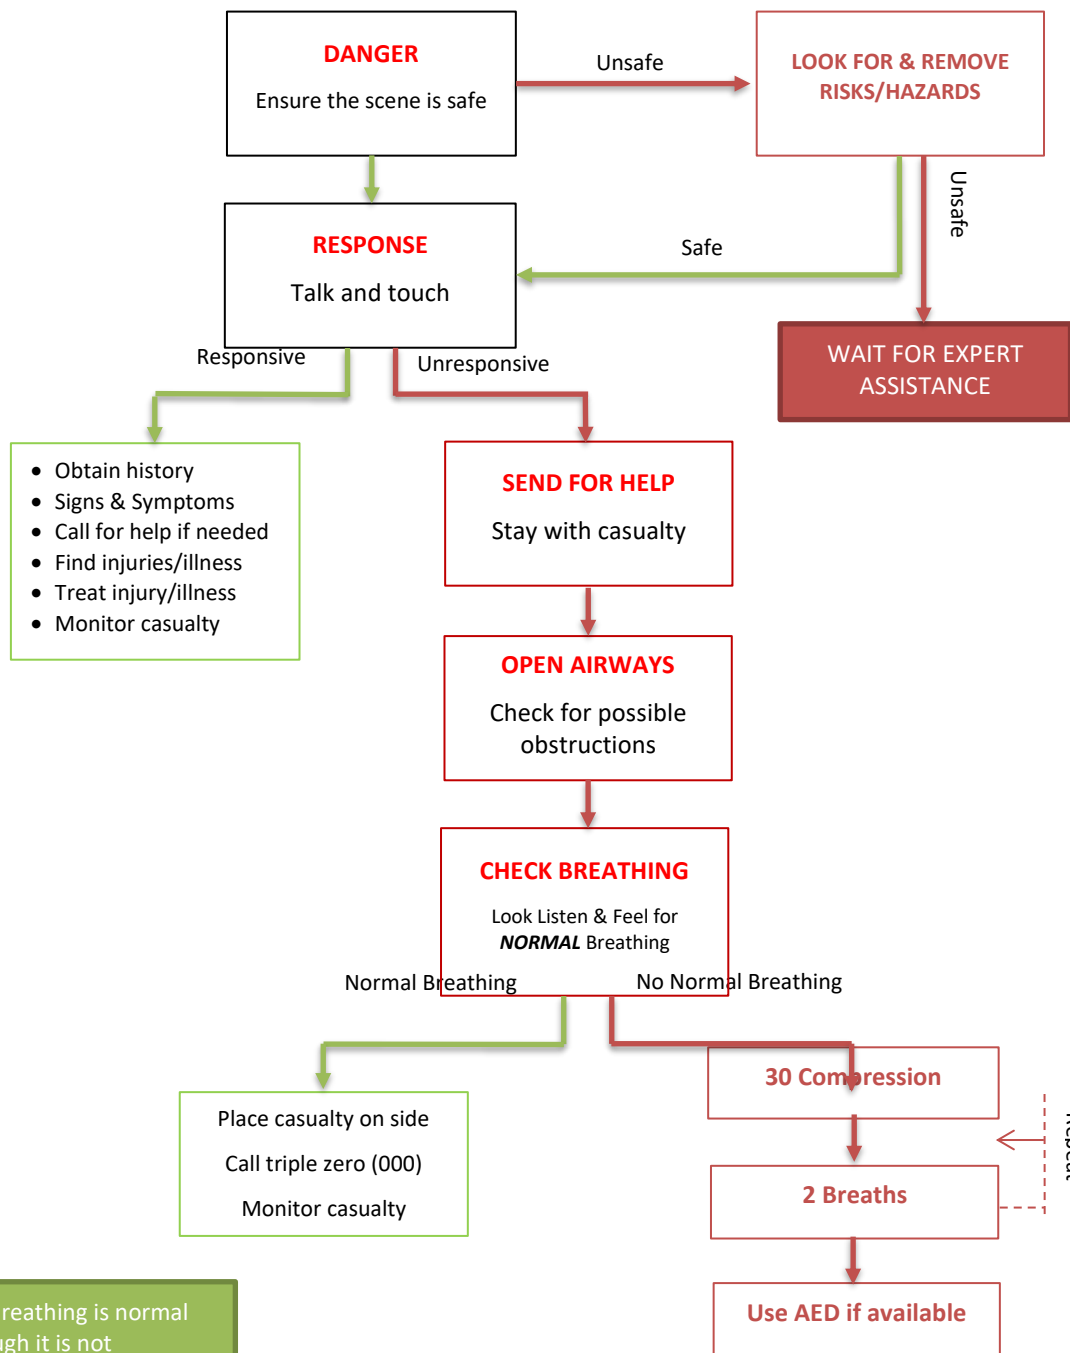 DANGER
Ensure the scene is safe
Unsafe
LOOK FOR & REMOVE
RISKS/HAZARDS
Unsafe
Safe
RESPONSE
Talk and touch
WAIT FOR EXPERT
ASSISTANCE
Responsive
Unresponsive
• Obtain history
• Signs & Symptoms
• Call for help if needed
• Find injuries/illness
• Treat injury/illness
• Monitor casualty
SEND FOR HELP
Stay with casualty
OPEN AIRWAYS
Check for possible
obstructions
CHECK BREATHING
Look Listen & Feel for
NORMAL Breathing
Normal Breathing
No Normal Breathing
Place casualty on side
Call triple zero (000)
Monitor casualty
30 Compression
Repeat
2 Breaths
Use AED if available
reathing is normal
ugh it is not